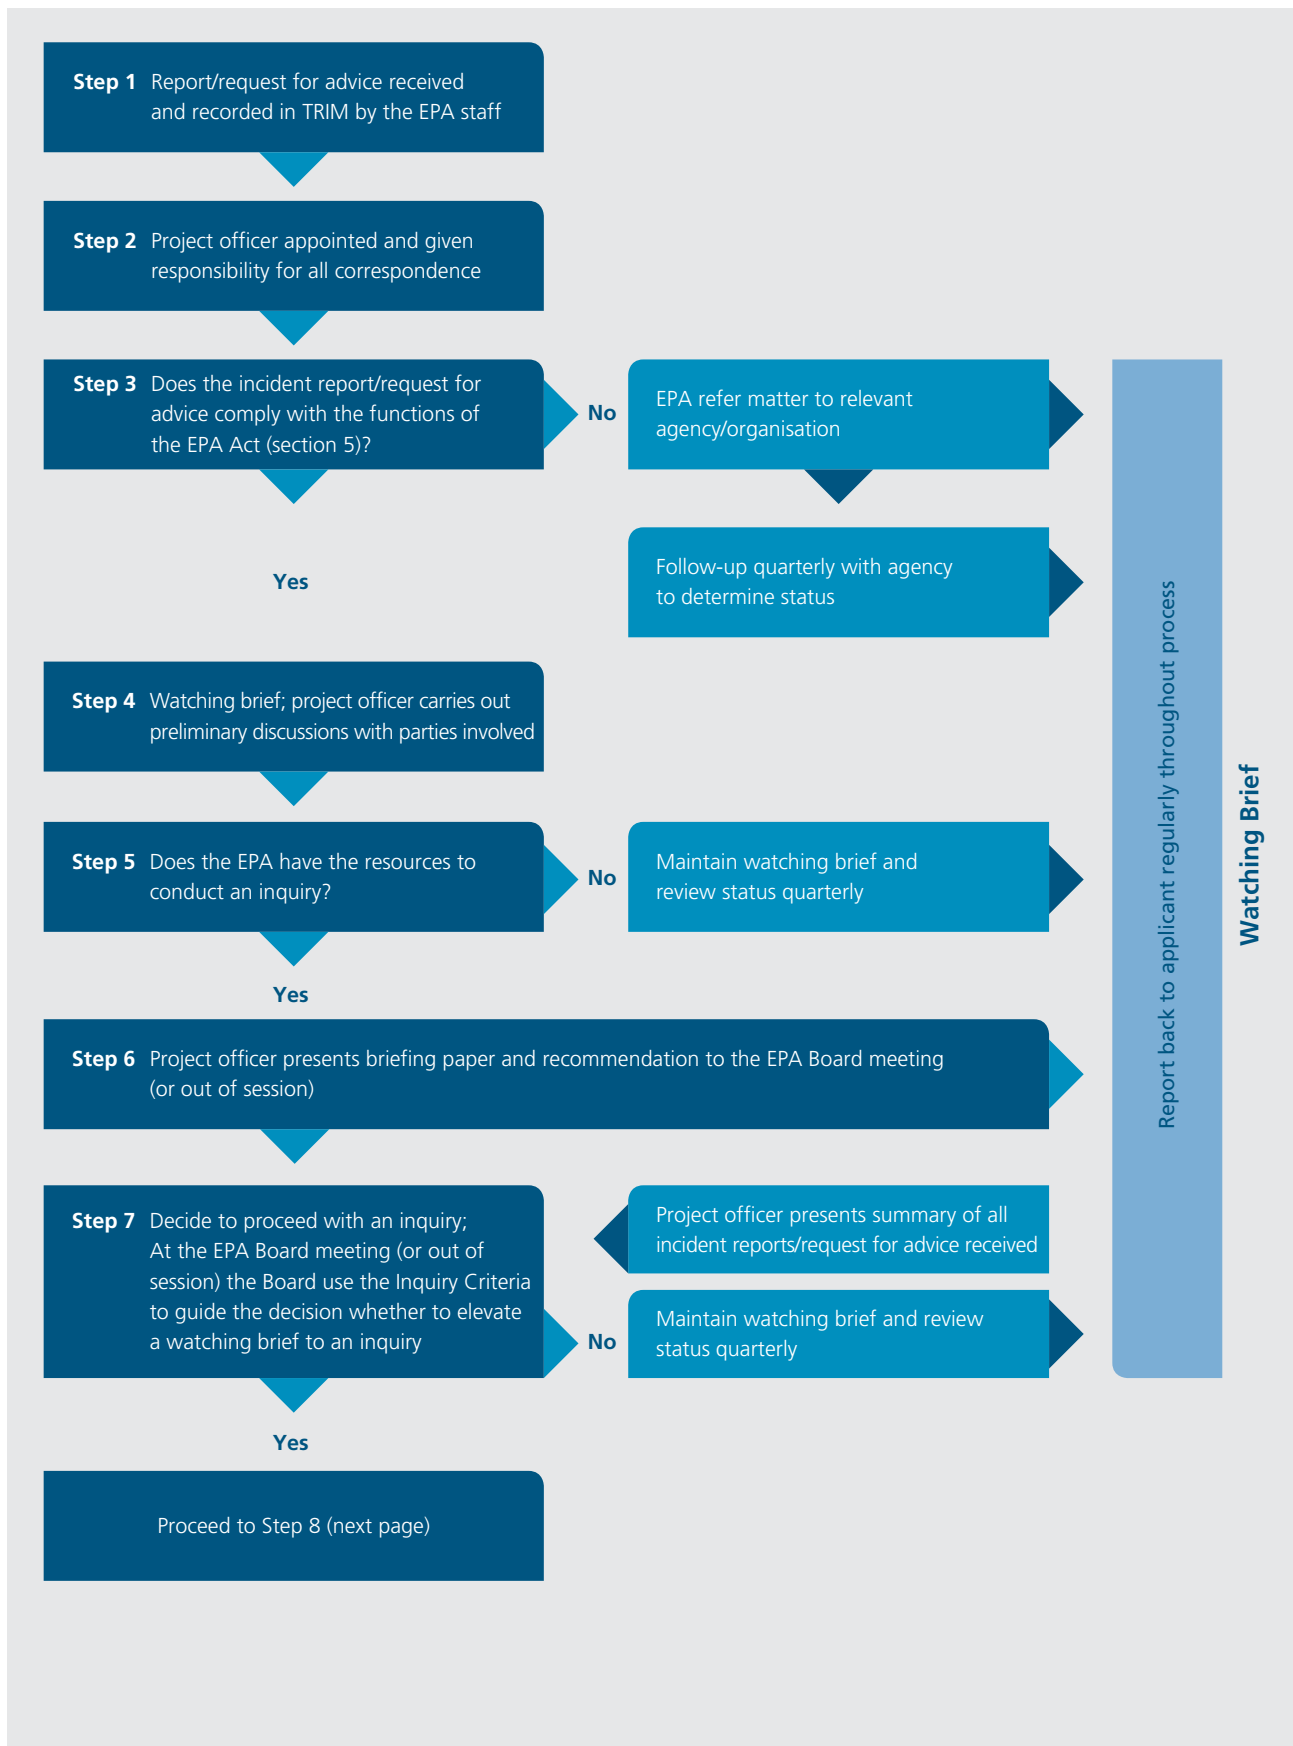 Step 1 Report/request for advice received
and recorded in TRIM by the EPA staff
Step 2 Project officer appointed and given
responsibility for all correspondence
Step 3 Does the incident report/request for
advice comply with the functions of
the EPA Act (section 5)?
No
EPA refer matter to relevant
agency/organisation
Yes
Follow-up quarterly with agency
to determine status
Step 4 Watching brief; project officer carries out
preliminary discussions with parties involved
Step 5 Does the EPA have the resources to
conduct an inquiry?
No
Maintain watching brief and
review status quarterly
Yes
Step 6 Project officer presents briefing paper and recommendation to the EPA Board meeting
(or out of session)
Step 7 Decide to proceed with an inquiry;
At the EPA Board meeting (or out of
session) the Board use the Inquiry Criteria
to guide the decision whether to elevate
a watching brief to an inquiry
Project officer presents summary of all
incident reports/request for advice received
No
Maintain watching brief and review
status quarterly
Yes
Proceed to Step 8 (next page)
Report back to applicant regularly throughout process
Watching Brief